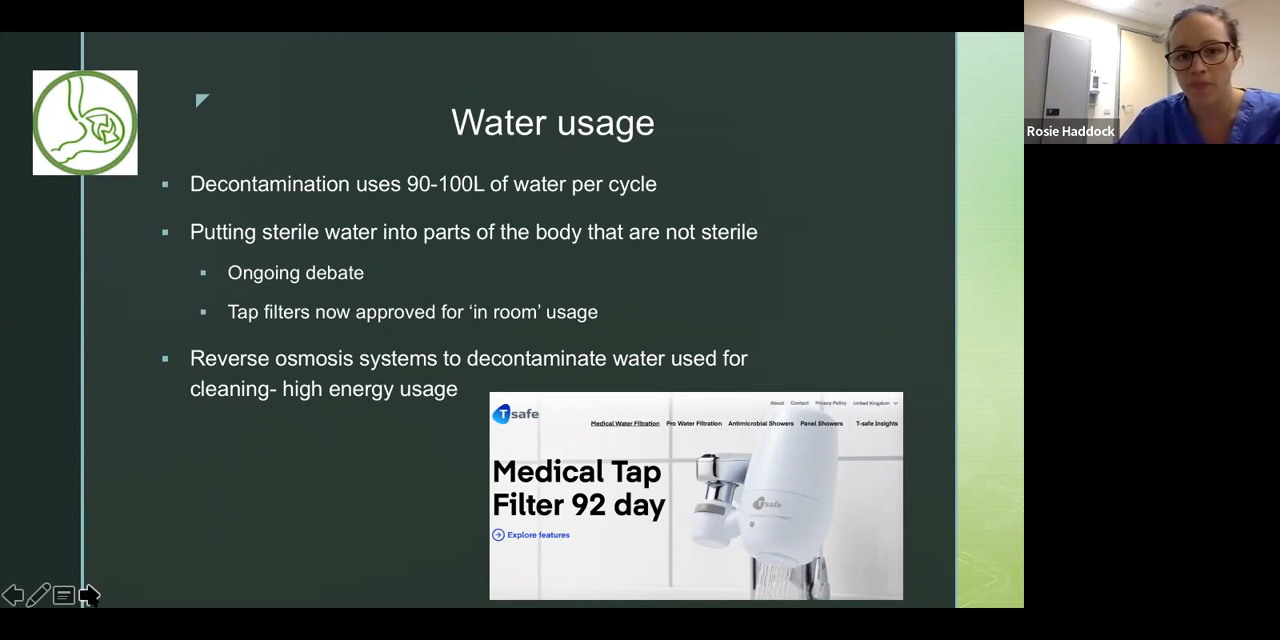 Water usage
Decontamination uses 90-100L of water per cycle
Putting sterile water into parts of the body that are not sterile
Ongoing debate
Tap filters now approved for ‘in room’ usage
Reverse osmosis systems to decontaminate water used for
cleaning- high energy usage
About Contact Privacy Policy United Kingdom
T safe
Medical Water Filtration Pro Water Filtration Antimicrobial Showers Panel Showers T-safe Insights
Medical Tap
Filter 92 day
Explore features
T safe
Rosie Haddock